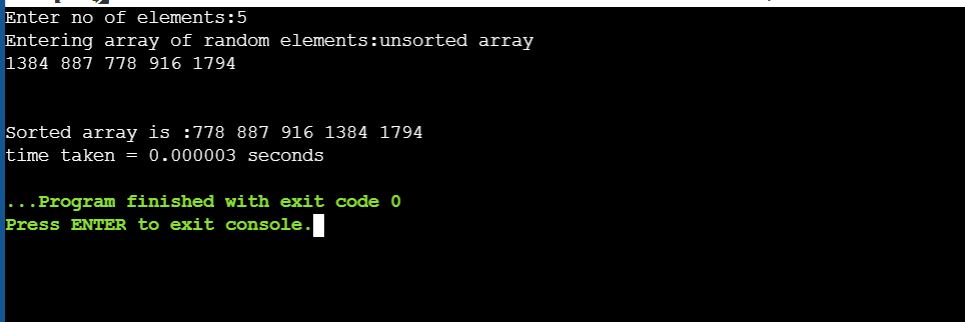 Enter no of elements:5
Entering array of random elements:unsorted array
1384 887 778 916 1794
Sorted array is :778 887 916 1384 1794
time taken = 0.000003 seconds
...Program finished with exit code 0
Press ENTER to exit console.